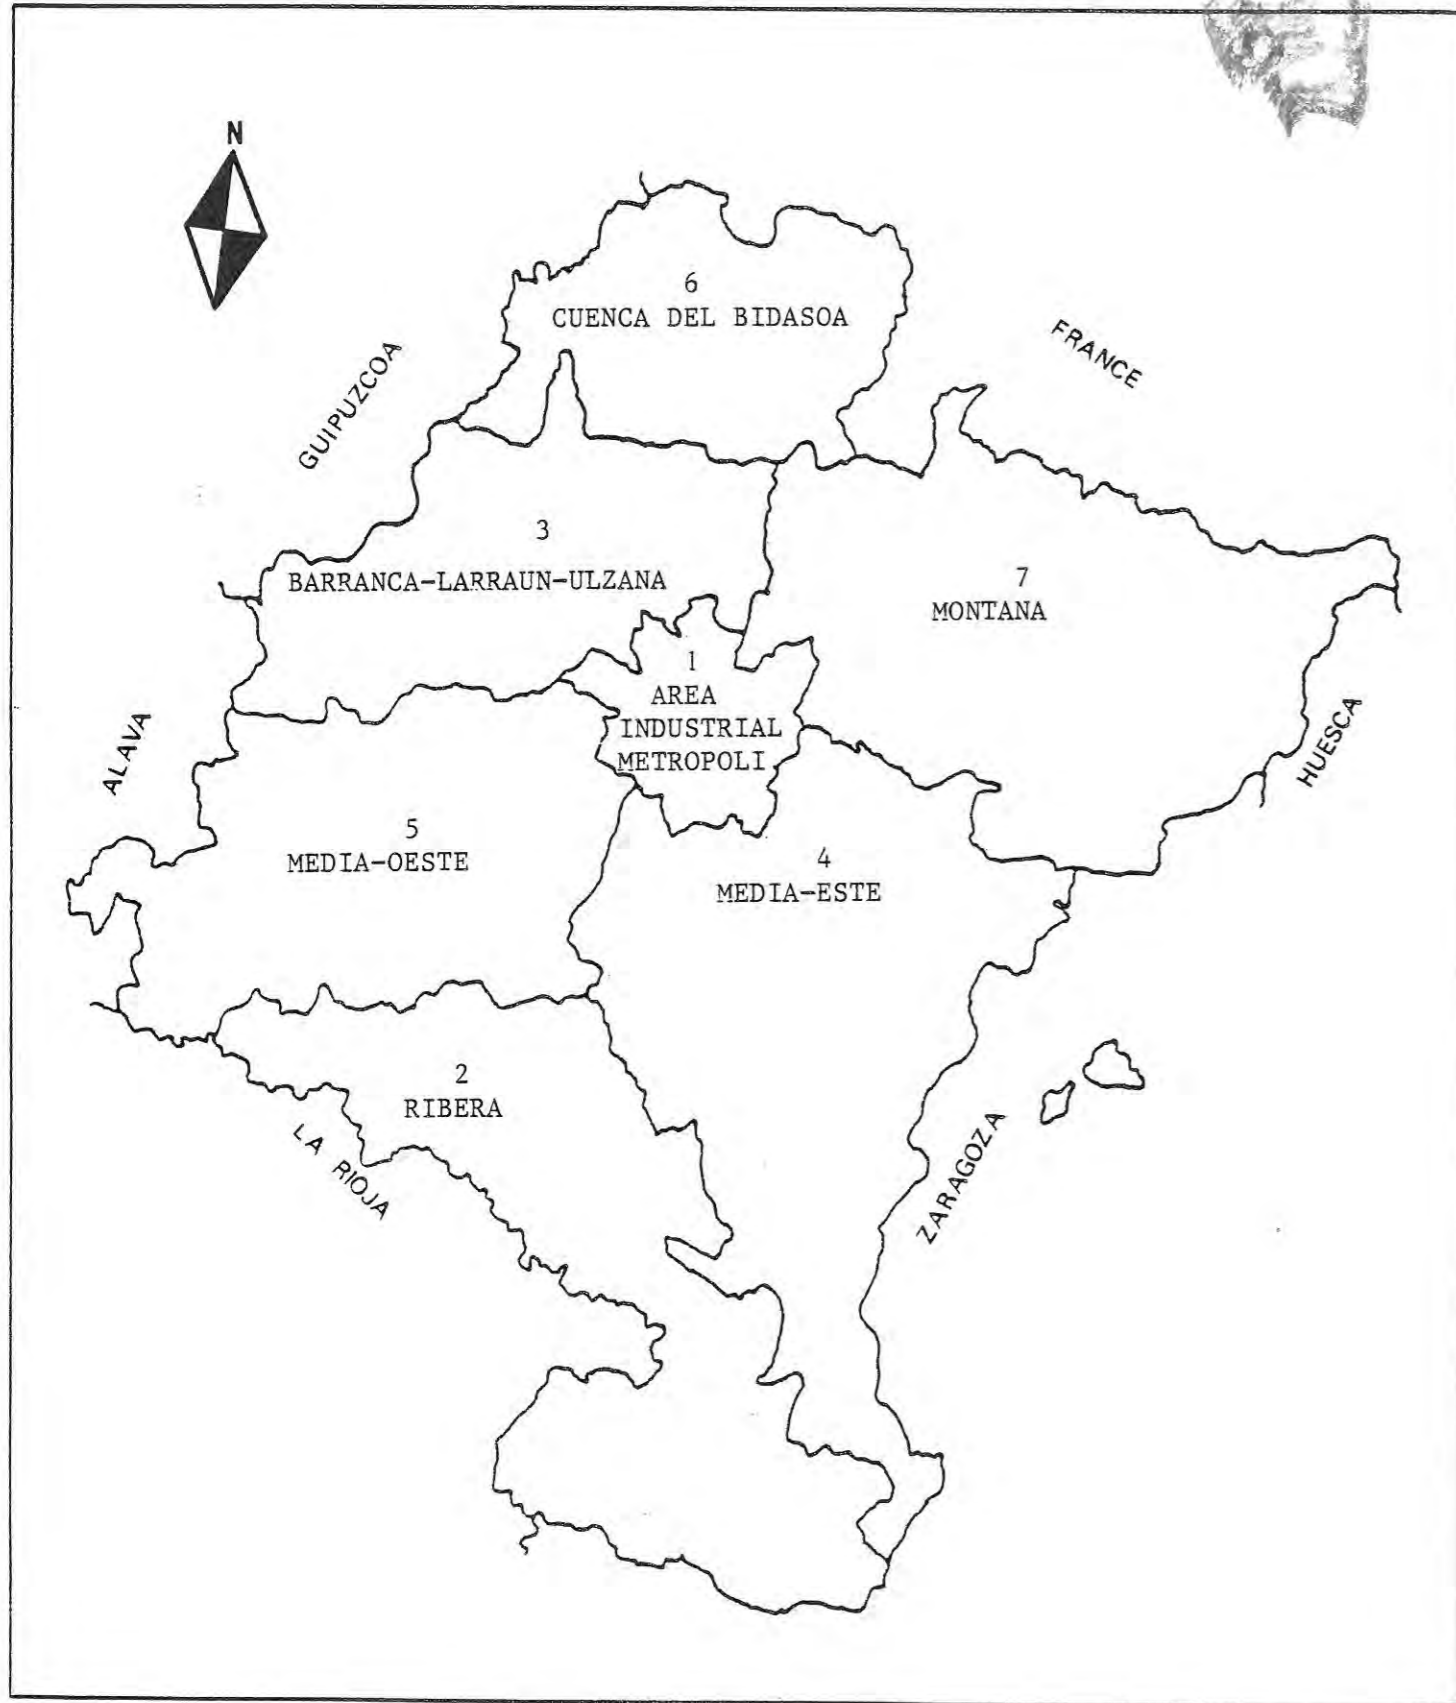 N
6
CUENCA DEL BIDASOA
FRANCE
GUIPUZCOA
3
BARRANCA-LARRAUN-ULZANA
7
MONTANA
1
AREA
INDUSTRIAL
METROPOLI
ALAVA
HUESCA
5
MEDIA-OESTE
4
MEDIA-ESTE
2
RIBERA
LA RIOJA
ZARAGOZA